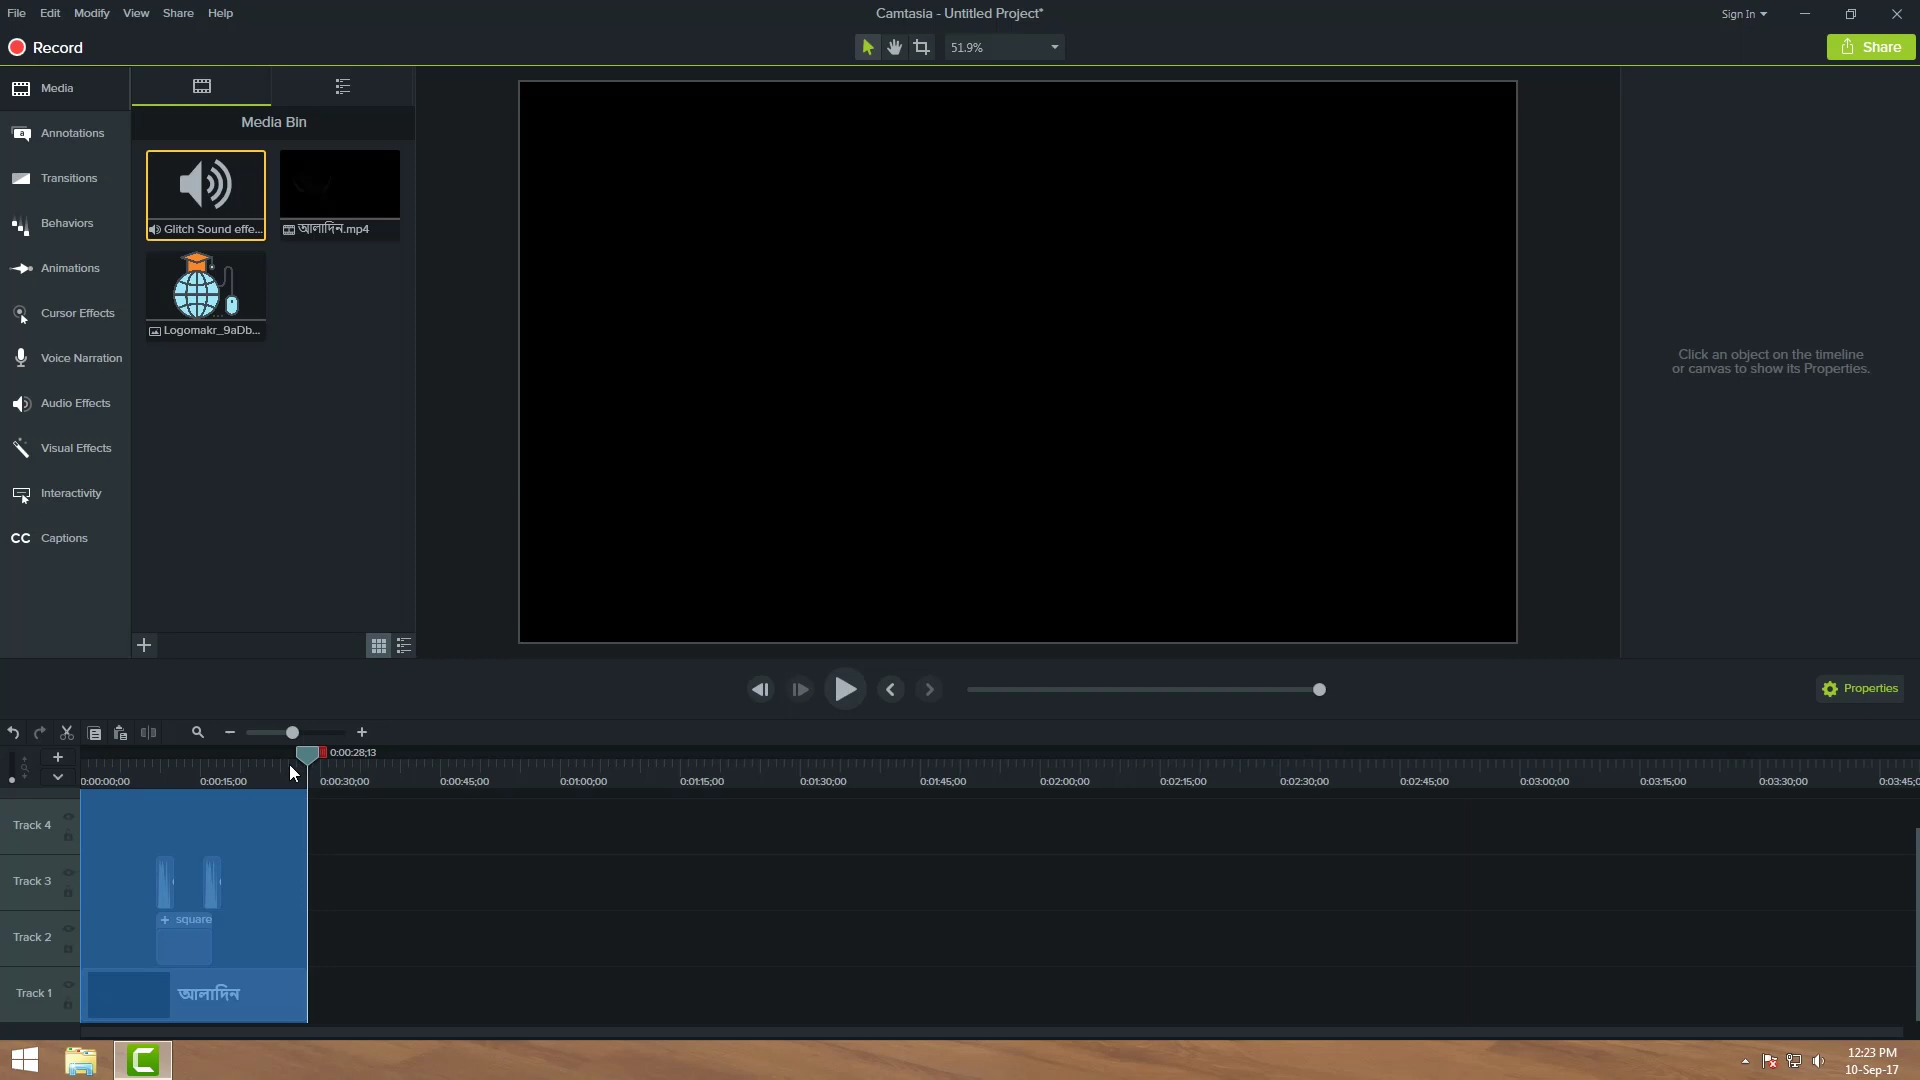 File Edit Modify View Share Help
Camtasia - Untitled Project*
Sign In
Record
51.9%
Share
Media
Annotations
Transitions
Behaviors
Animations
Cursor Effects
Voice Narration
Audio Effects
Visual Effects
Interactivity
CC Captions
Media Bin
Glitch Sound effe...
আলাদিন.mp4
Logomakr_9aDb...
Click an object on the timeline
or canvas to show its Properties.
Properties
0:00:28;13
0:00:00;00 0:00:15;00 0:00:30;00 0:00:45;00 0:01:00;00 0:01:15;00 0:01:30;00 0:01:45;00 0:02:00;00 0:02:15;00 0:02:30;00 0:02:45;00 0:03:00;00 0:03:15;00 0:03:30;00 0:03:45;0
Track 4
Track 3
Track 2
+ square
Track 1
আলাদিন
12:23 PM
10-Sep-17